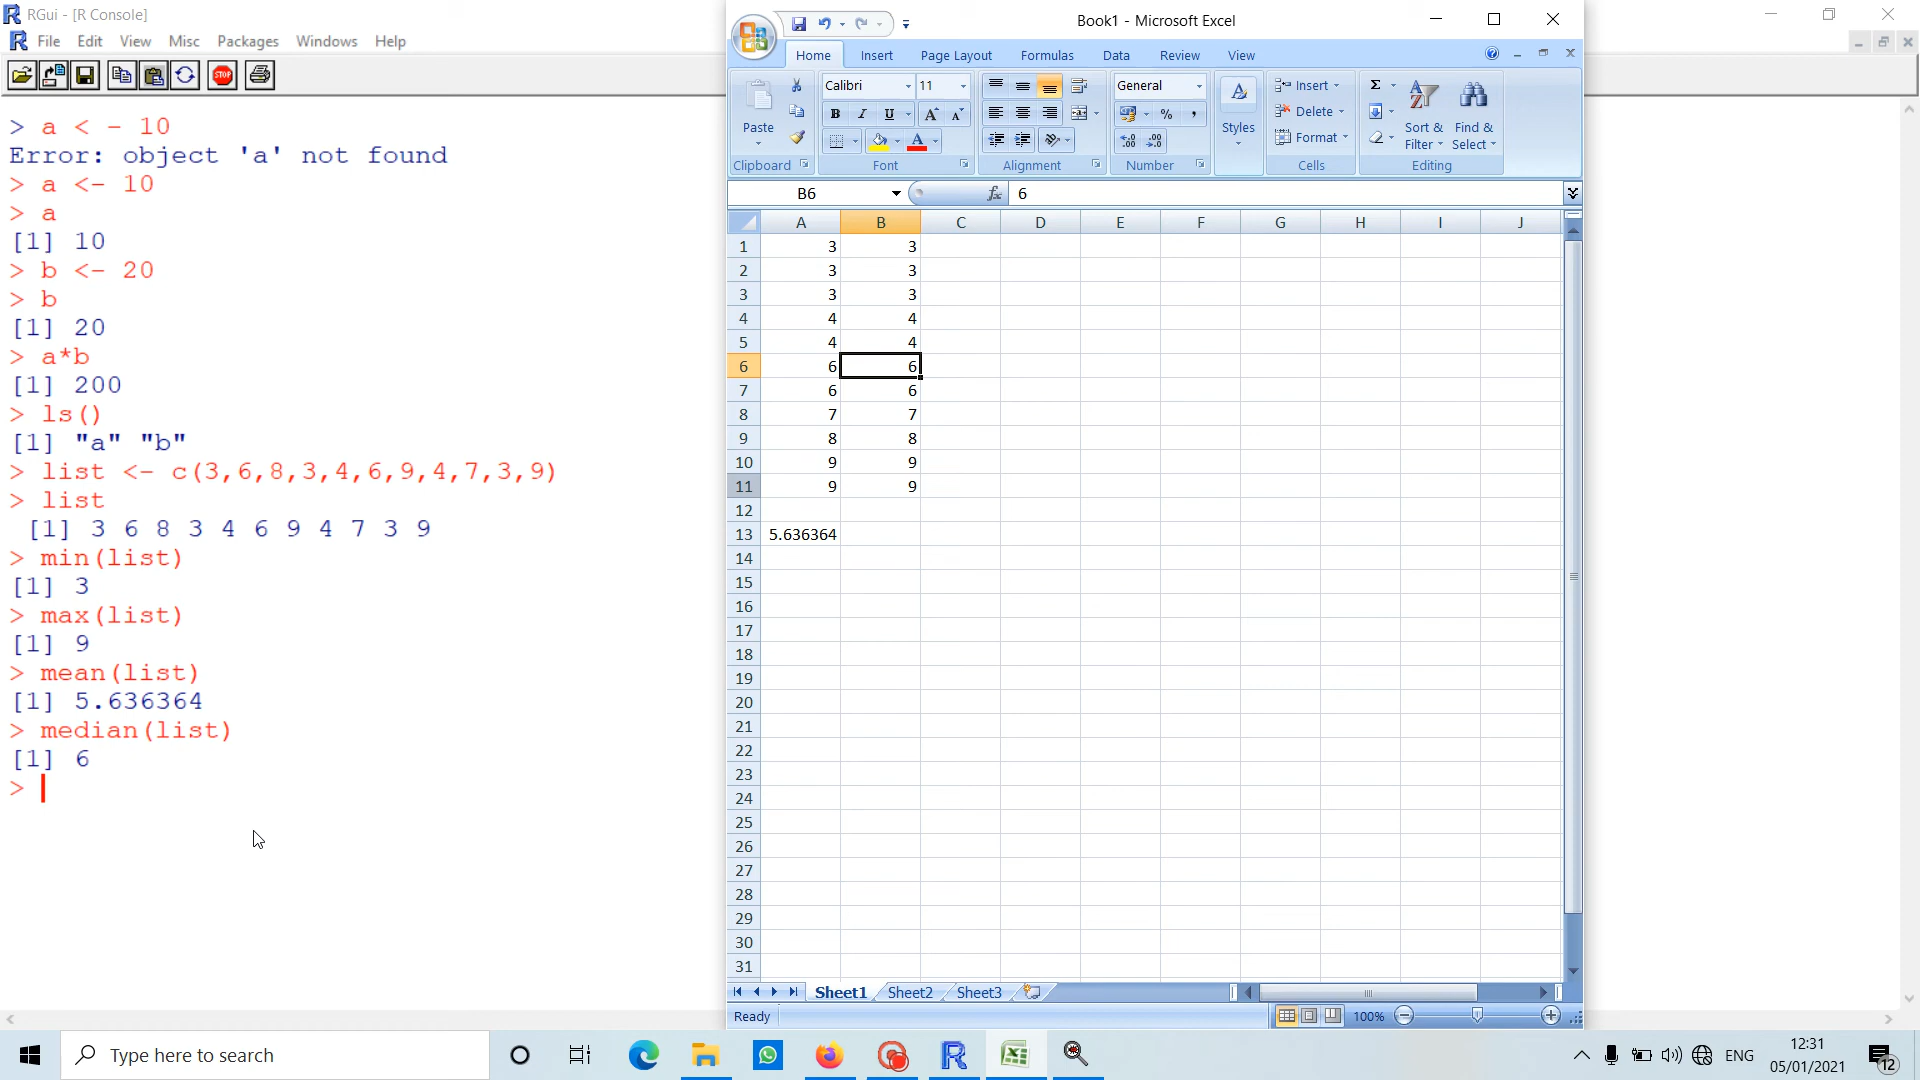 RGui - [R Console]
File Edit View Misc Packages Windows Help
STOP
> a < - 10
Error: object 'a' not found
> a <- 10
> a
[1] 10
> b <- 20
> b
[1] 20
> a*b
[1] 200
> ls()
[1] "a" "b"
> list <- c(3,6,8,3,4,6,9,4,7,3,9)
> list
[1] 3 6 8 3 4 6 9 4 7 3 9
> min(list)
[1] 3
> max(list)
[1] 9
> mean(list)
[1] 5.636364
> median(list)
[1] 6
>
Book1 - Microsoft Excel
Home Insert Page Layout Formulas Data Review View
Paste
Clipboard
Calibri 11
B I U
Font
Alignment
General
% ,
Number
Styles
Insert
Delete
Format
Cells
Σ
Sort & Filter
Find & Select
Editing
B6 fx 6
A B C D E F G H I J
1 3 3
2 3 3
3 3 3
4 4 4
5 4 4
6 6 6
7 6 6
8 7 7
9 8 8
10 9 9
11 9 9
12
13 5.636364
14
15
16
17
18
19
20
21
22
23
24
25
26
27
28
29
30
31
Sheet1 Sheet2 Sheet3
Ready 100%
Type here to search
ENG
12:31
05/01/2021
12